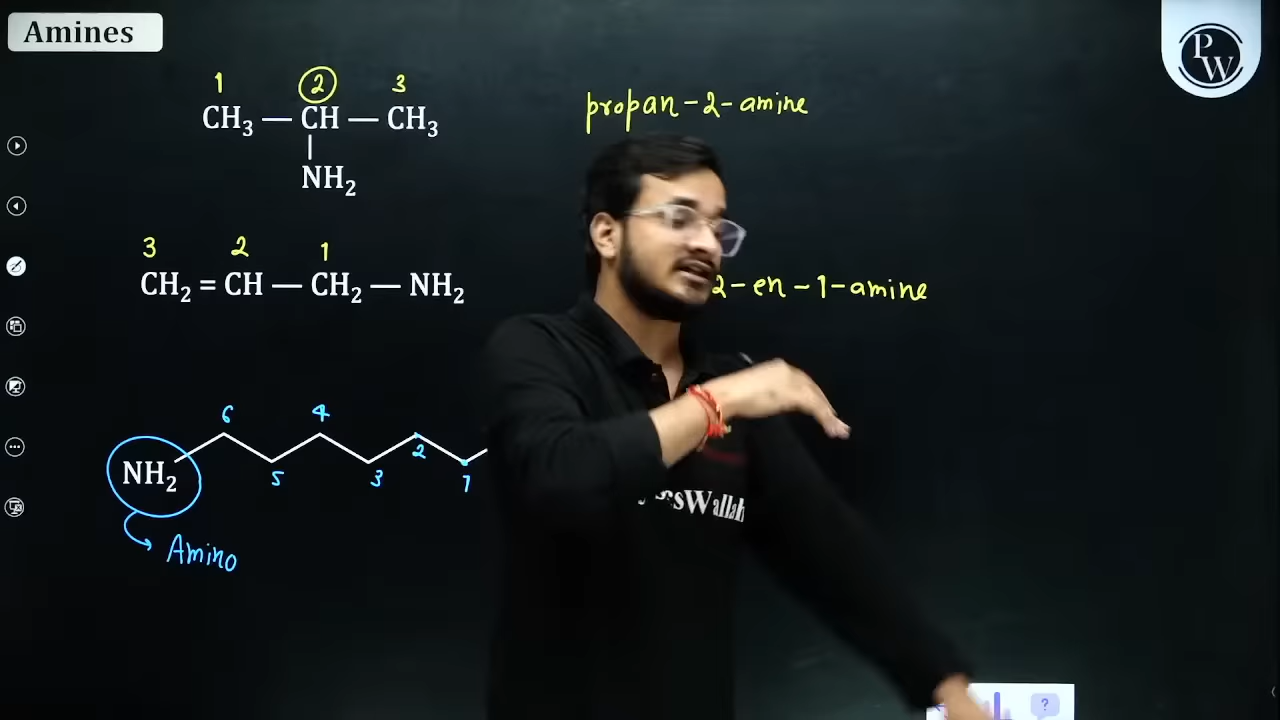 Amines
PW
1 2 3
CH₃ — CH — CH₃
NH₂
propan-2-amine
3 2 1
CH₂ = CH — CH₂ — NH₂
2-en-1-amine
6 4
NH₂
5 3 2 1
Amino
sWallah
?